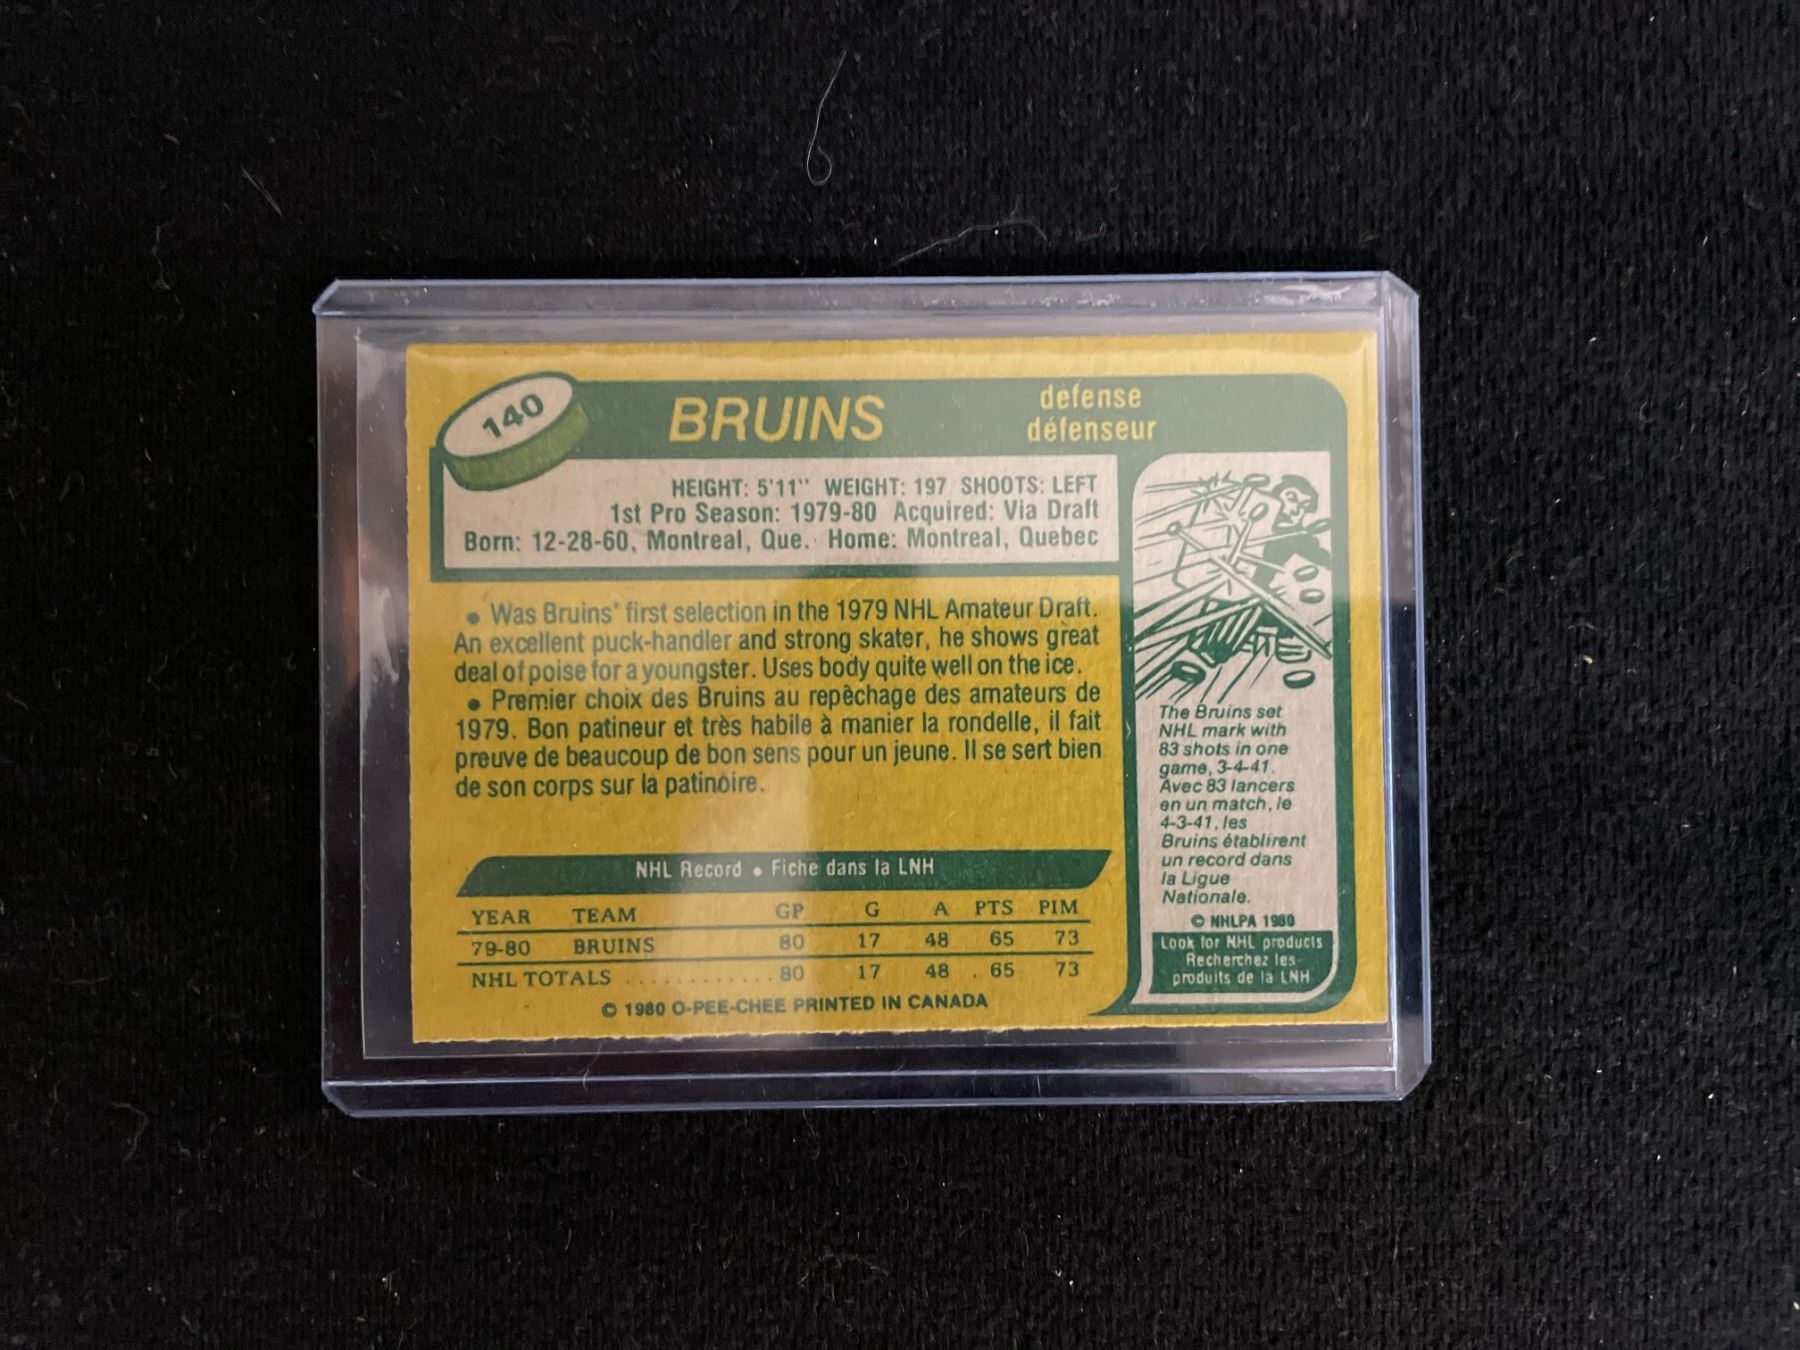 140
BRUINS
defense
défenseur
HEIGHT: 5'11" WEIGHT: 197 SHOOTS: LEFT
1st Pro Season: 1979-80 Acquired: Via Draft
Born: 12-28-60, Montreal, Que. Home: Montreal, Quebec
• Was Bruins' first selection in the 1979 NHL Amateur Draft.
An excellent puck-handler and strong skater, he shows great
deal of poise for a youngster. Uses body quite well on the ice.
• Premier choix des Bruins au repêchage des amateurs de
1979. Bon patineur et très habile à manier la rondelle, il fait
preuve de beaucoup de bon sens pour un jeune. Il se sert bien
de son corps sur la patinoire.
NHL Record • Fiche dans la LNH
YEAR TEAM GP G A PTS PIM
79-80 BRUINS 80 17 48 65 73
NHL TOTALS ............ 80 17 48 . 65 73
© 1980 O-PEE-CHEE PRINTED IN CANADA
The Bruins set
NHL mark with
83 shots in one
game, 3-4-41.
Avec 83 lancers
en un match, le
4-3-41, les
Bruins établirent
un record dans
la Ligue
Nationale.
© NHLPA 1980
Look for NHL products
Recherchez les
produits de la LNH